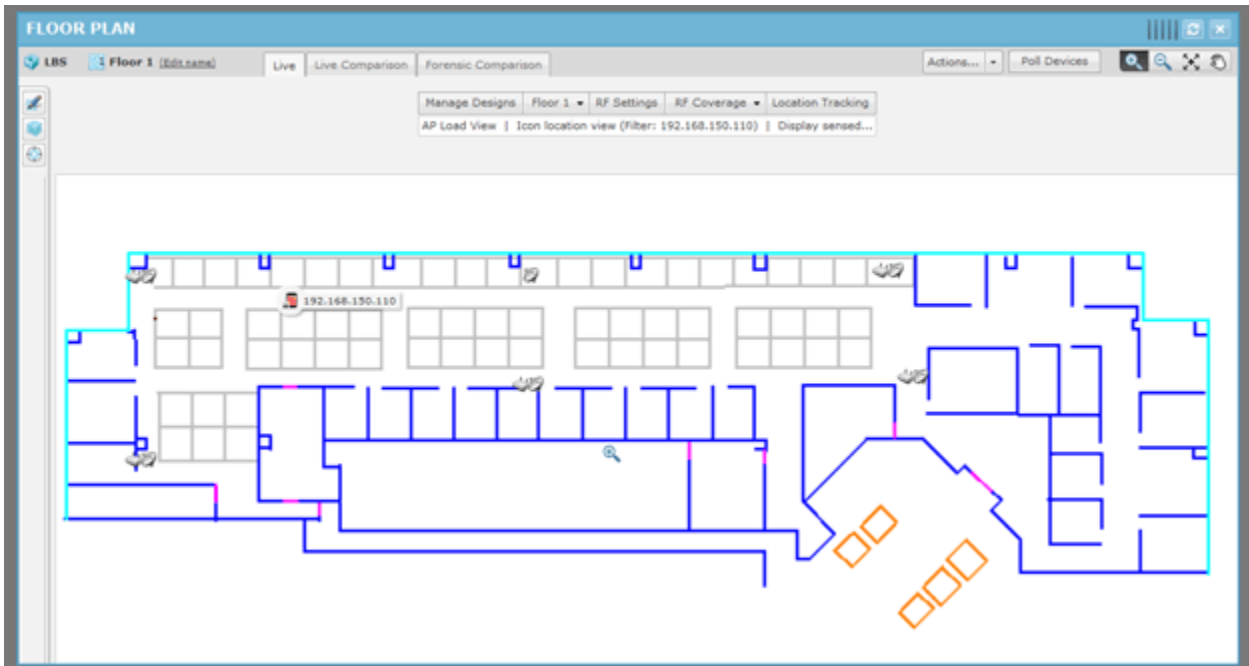 FLOOR PLAN
LBS Floor 1 (Edit name) Live Live Comparison Forensic Comparison Actions... Poll Devices
Manage Designs Floor 1 RF Settings RF Coverage Location Tracking
AP Load View | Icon location view (Filter: 192.168.150.110) | Display sensed...
192.168.150.110